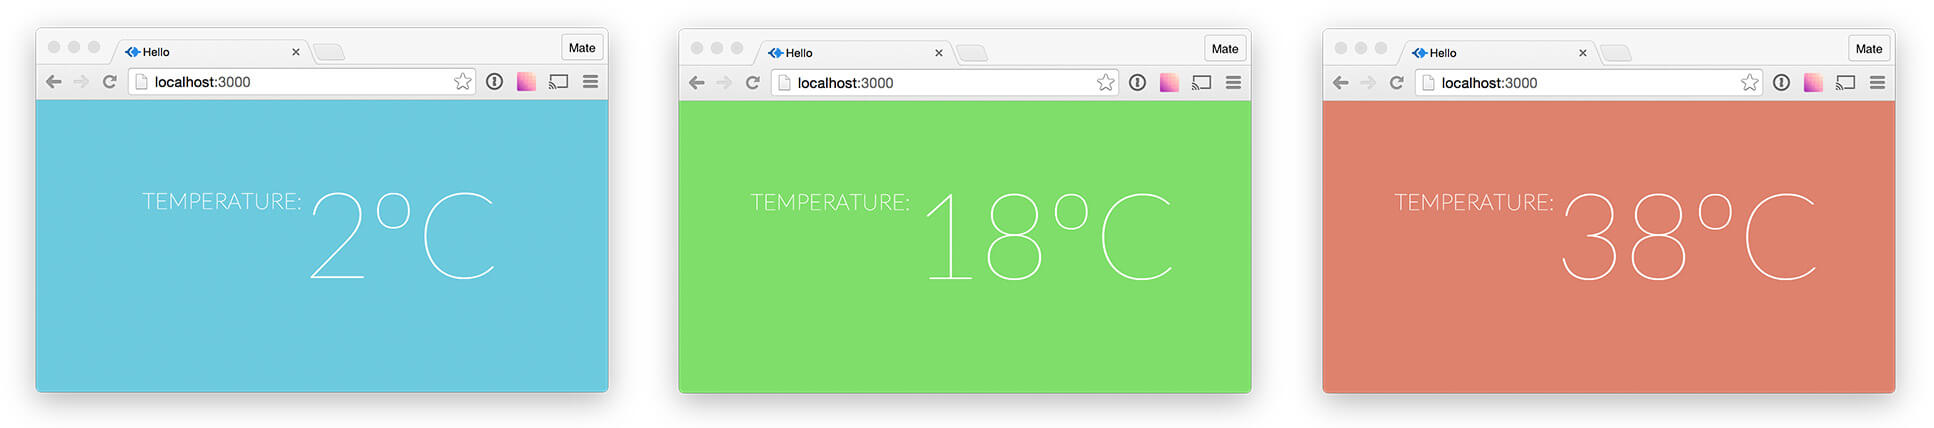 Hello
Mate
localhost:3000
TEMPERATURE: 2°C
Hello
Mate
localhost:3000
TEMPERATURE: 18°C
Hello
Mate
localhost:3000
TEMPERATURE: 38°C